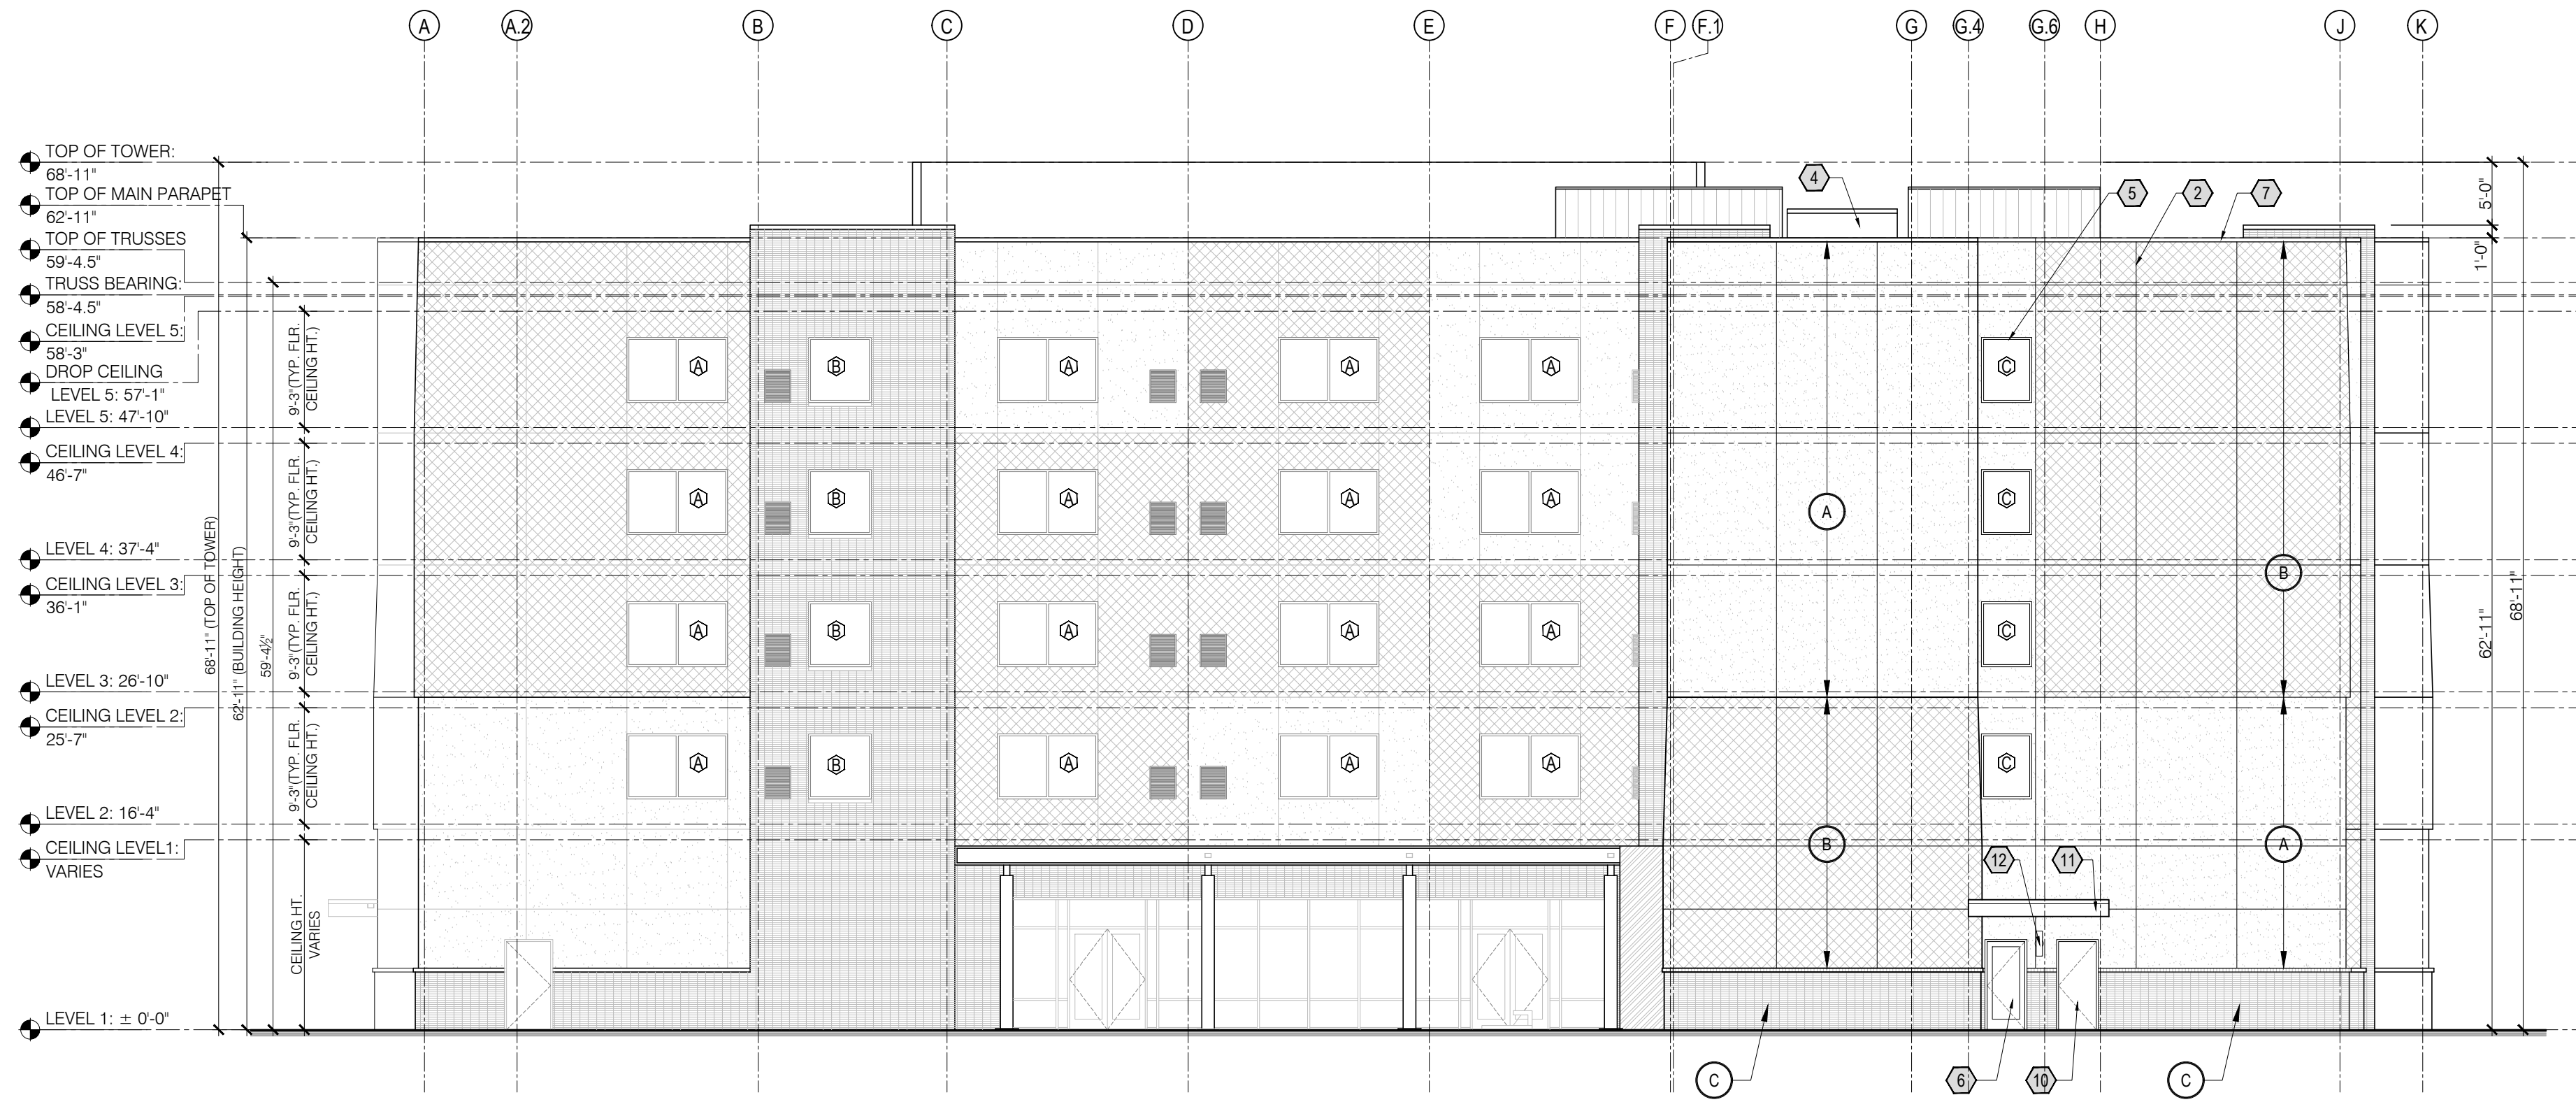 A A.2 B C D E F F.1 G G.4 G.6 H J K
TOP OF TOWER:
68'-11"
TOP OF MAIN PARAPET
62'-11"
TOP OF TRUSSES
59'-4.5"
TRUSS BEARING:
58'-4.5"
CEILING LEVEL 5:
58'-3"
DROP CEILING
LEVEL 5: 57'-1"
LEVEL 5: 47'-10"
CEILING LEVEL 4:
46'-7"
LEVEL 4: 37'-4"
CEILING LEVEL 3:
36'-1"
LEVEL 3: 26'-10"
CEILING LEVEL 2:
25'-7"
LEVEL 2: 16'-4"
CEILING LEVEL1:
VARIES
LEVEL 1: ± 0'-0"
68'-11" (TOP OF TOWER)
62'-11" (BUILDING HEIGHT)
59'-4½"
9'-3"(TYP. FLR.
CEILING HT.)
9'-3"(TYP. FLR.
CEILING HT.)
9'-3"(TYP. FLR.
CEILING HT.)
9'-3"(TYP. FLR.
CEILING HT.)
CEILING HT.
VARIES
4 5 2 7
A B A A A C
A B A A A C
A
A B A A A C
B
A B A A A C
B A
12 11
C 6 10 C
5'-0"
1'-0"
62'-11"
68'-11"